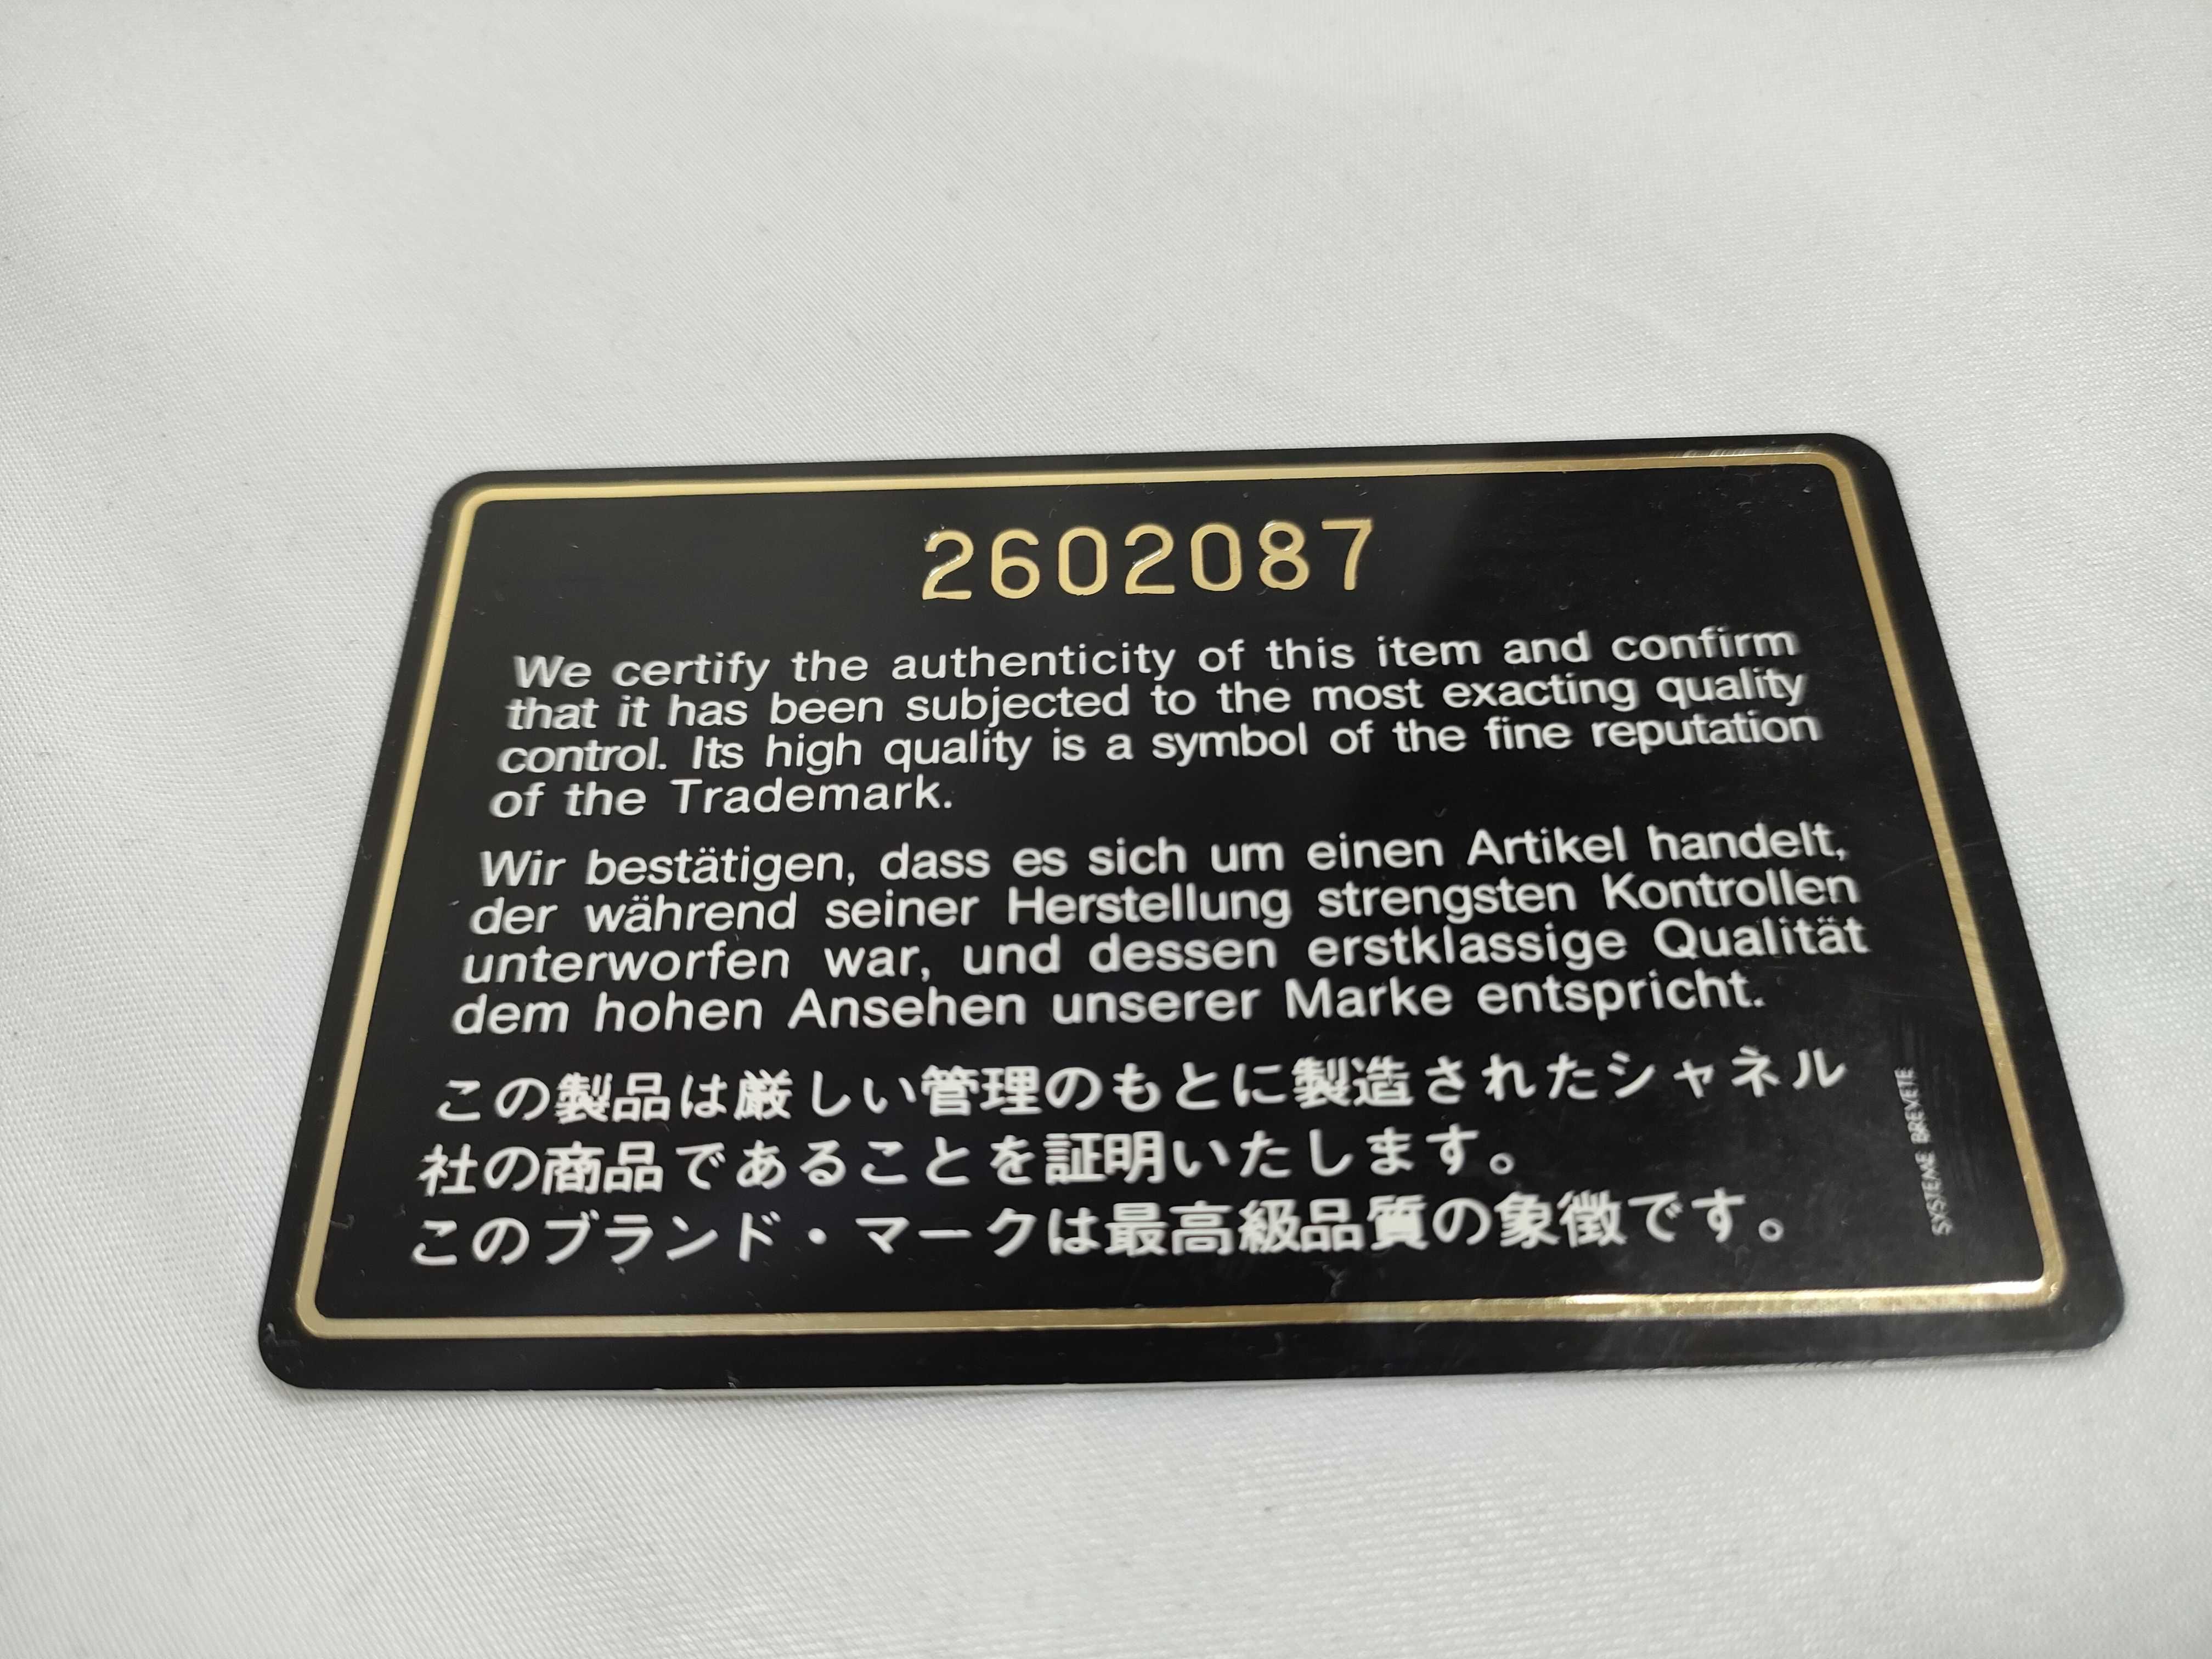 2602087
We certify the authenticity of this item and confirm
that it has been subjected to the most exacting quality
control. Its high quality is a symbol of the fine reputation
of the Trademark.
Wir bestätigen, dass es sich um einen Artikel handelt,
der während seiner Herstellung strengsten Kontrollen
unterworfen war, und dessen erstklassige Qualität
dem hohen Ansehen unserer Marke entspricht.
この製品は厳しい管理のもとに製造されたシャネル
社の商品であることを証明いたします。
このブランド・マークは最高級品質の象徴です。
SYSTEME BREVETE